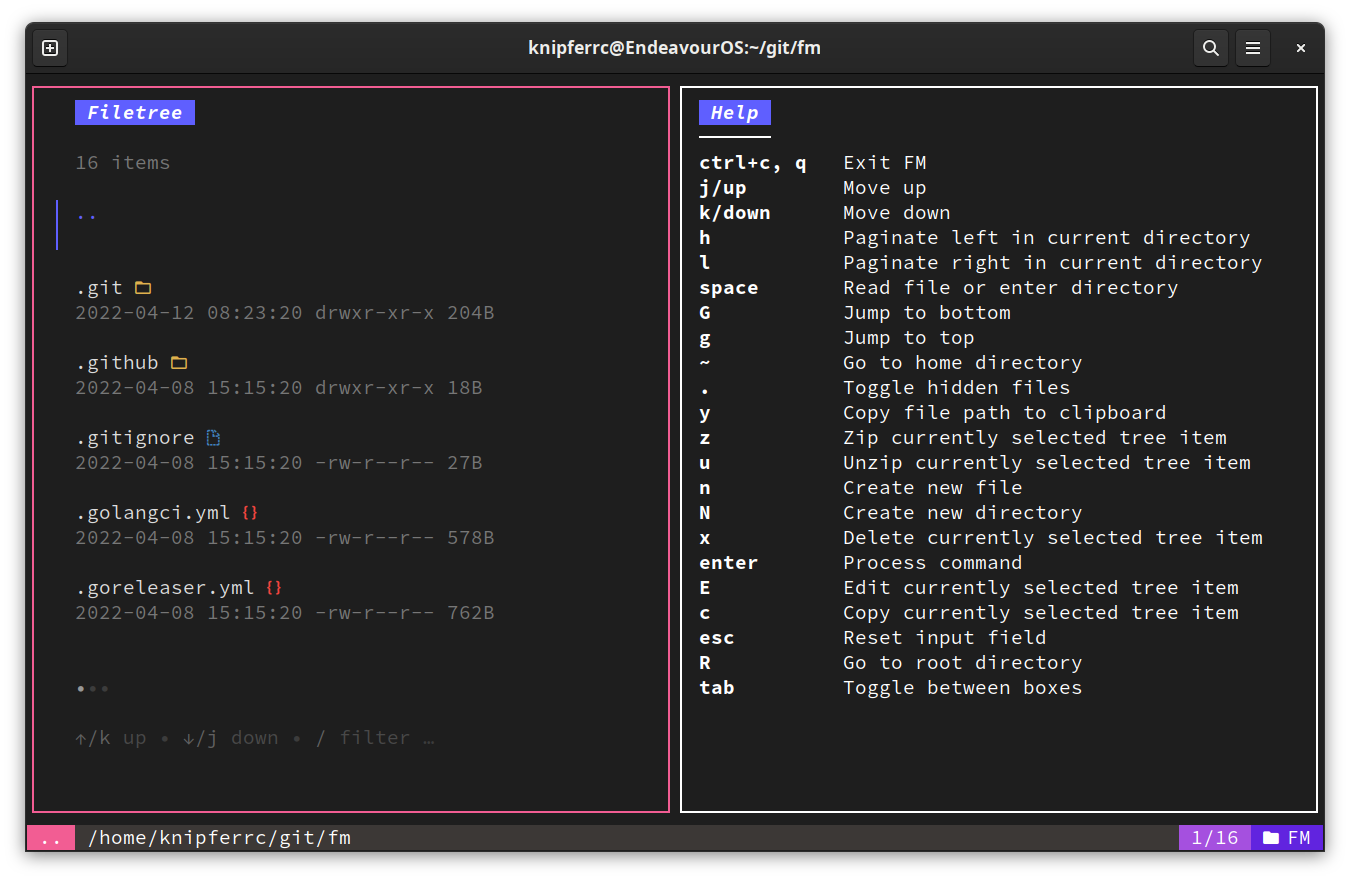 knipferrc@EndeavourOS:~/git/fm
Filetree
16 items
..
.git
2022-04-12 08:23:20 drwxr-xr-x 204B
.github
2022-04-08 15:15:20 drwxr-xr-x 18B
.gitignore
2022-04-08 15:15:20 -rw-r--r-- 27B
.golangci.yml {}
2022-04-08 15:15:20 -rw-r--r-- 578B
.goreleaser.yml {}
2022-04-08 15:15:20 -rw-r--r-- 762B
•••
↑/k up • ↓/j down • / filter …
Help
ctrl+c, q Exit FM
j/up Move up
k/down Move down
h Paginate left in current directory
l Paginate right in current directory
space Read file or enter directory
G Jump to bottom
g Jump to top
~ Go to home directory
. Toggle hidden files
y Copy file path to clipboard
z Zip currently selected tree item
u Unzip currently selected tree item
n Create new file
N Create new directory
x Delete currently selected tree item
enter Process command
E Edit currently selected tree item
c Copy currently selected tree item
esc Reset input field
R Go to root directory
tab Toggle between boxes
.. /home/knipferrc/git/fm 1/16 FM